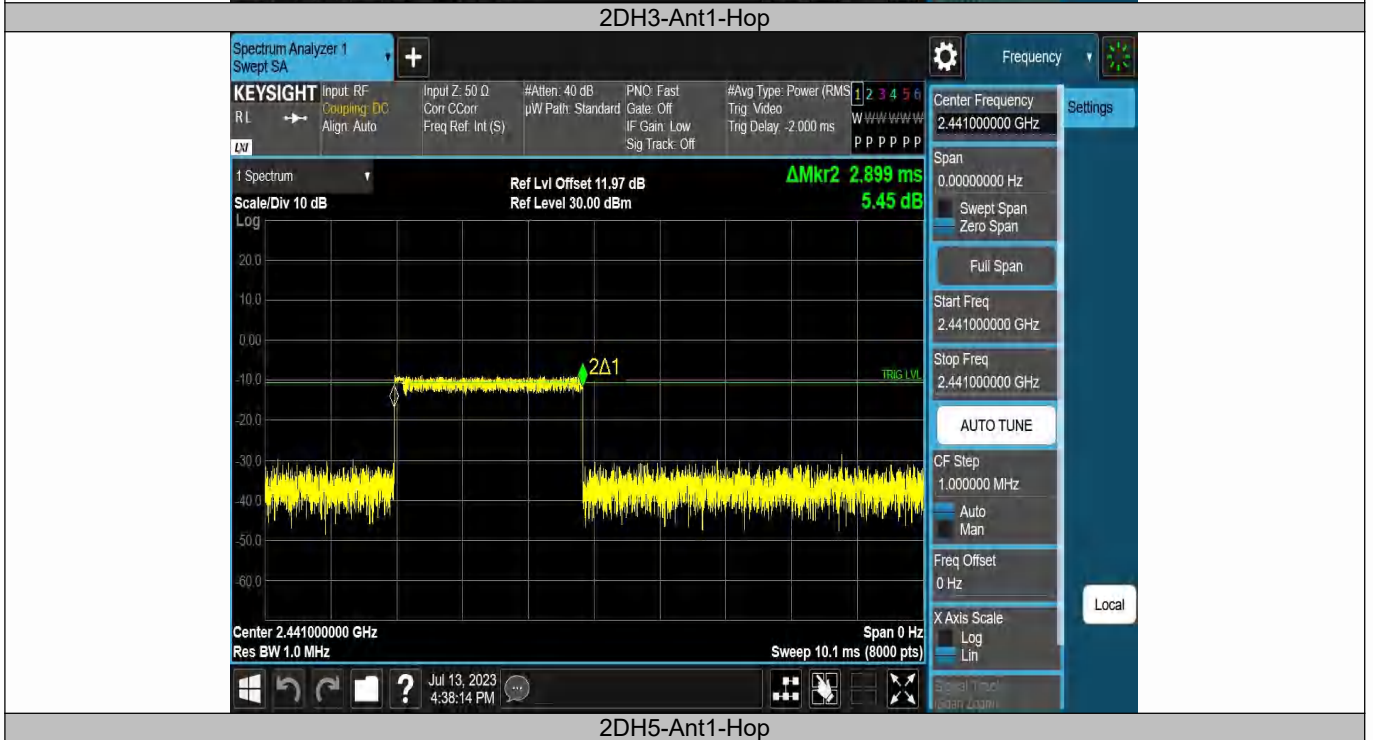 2DH3-Ant1-Hop
Spectrum Analyzer 1
Swept SA
+
Frequency
KEYSIGHT
RL
LXI
Input: RF
Coupling: DC
Align: Auto
Input Z: 50 Ω
Corr CCorr
Freq Ref: Int (S)
#Atten: 40 dB
µW Path: Standard
PNO: Fast
Gate: Off
IF Gain: Low
Sig Track: Off
#Avg Type: Power (RMS
Trig: Video
Trig Delay: -2.000 ms
1 2 3 4 5 6
W W W W W W
P P P P P P
Center Frequency
2.441000000 GHz
Settings
Span
0.00000000 Hz
Swept Span
Zero Span
Full Span
Start Freq
2.441000000 GHz
Stop Freq
2.441000000 GHz
AUTO TUNE
CF Step
1.000000 MHz
Auto
Man
Freq Offset
0 Hz
X Axis Scale
Log
Lin
Local
1 Spectrum
Scale/Div 10 dB
Log
Ref Lvl Offset 11.97 dB
Ref Level 30.00 dBm
ΔMkr2 2.899 ms
5.45 dB
20.0
10.0
0.00
-10.0
-20.0
-30.0
-40.0
-50.0
-60.0
2Δ1
TRIG LVL
Center 2.441000000 GHz
Res BW 1.0 MHz
Span 0 Hz
Sweep 10.1 ms (8000 pts)
?
Jul 13, 2023
4:38:14 PM
2DH5-Ant1-Hop